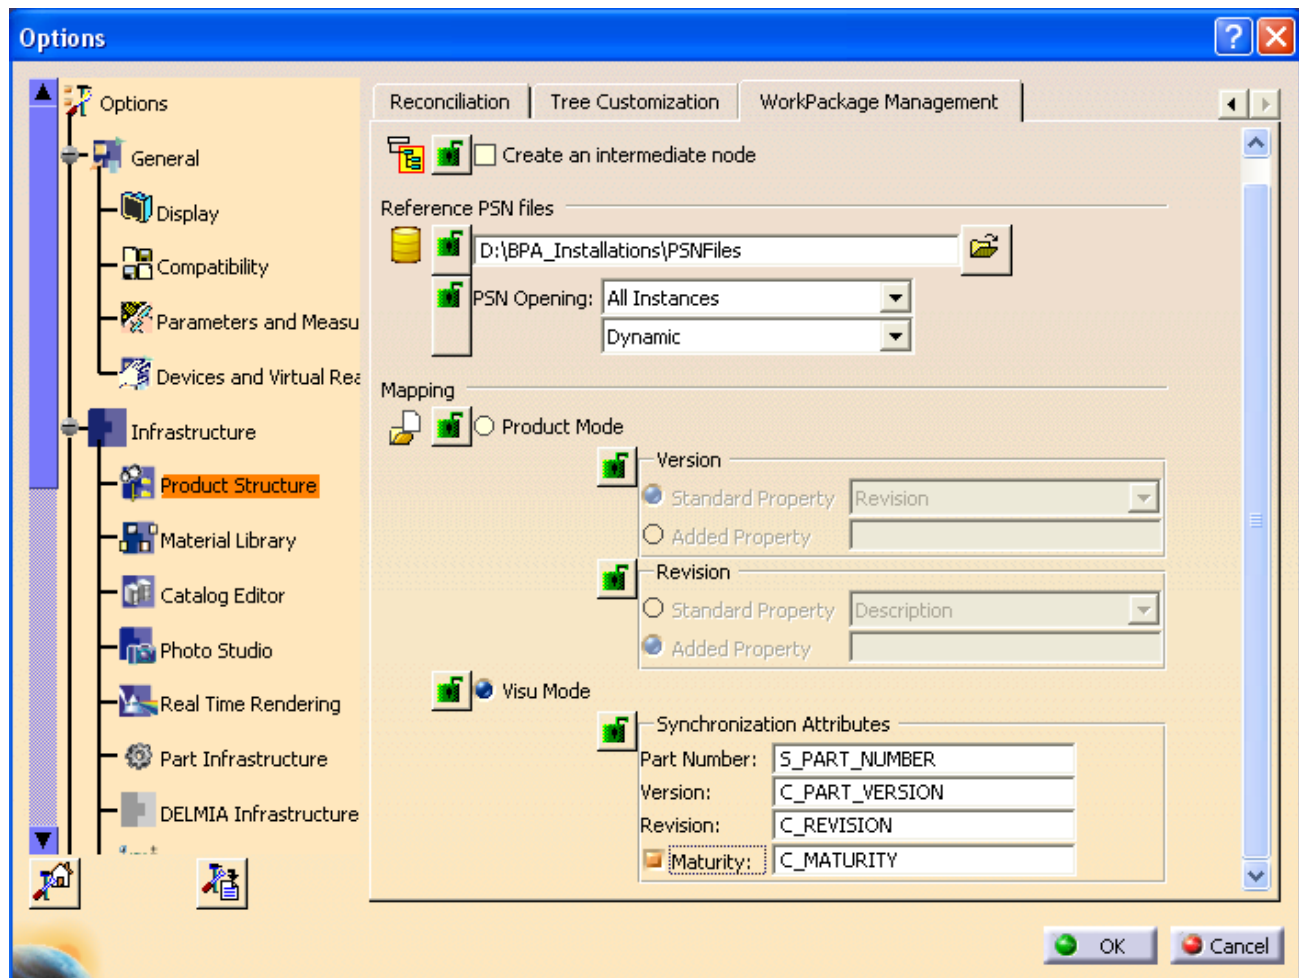 Options
Options
General
Display
Compatibility
Parameters and Measu
Devices and Virtual Rea
Infrastructure
Product Structure
Material Library
Catalog Editor
Photo Studio
Real Time Rendering
Part Infrastructure
DELMIA Infrastructure
Reconciliation Tree Customization WorkPackage Management
Create an intermediate node
Reference PSN files
D:\BPA_Installations\PSNFiles
PSN Opening: All Instances
Dynamic
Mapping
Product Mode
Version
Standard Property Revision
Added Property
Revision
Standard Property Description
Added Property
Visu Mode
Synchronization Attributes
Part Number: S_PART_NUMBER
Version: C_PART_VERSION
Revision: C_REVISION
Maturity: C_MATURITY
OK Cancel